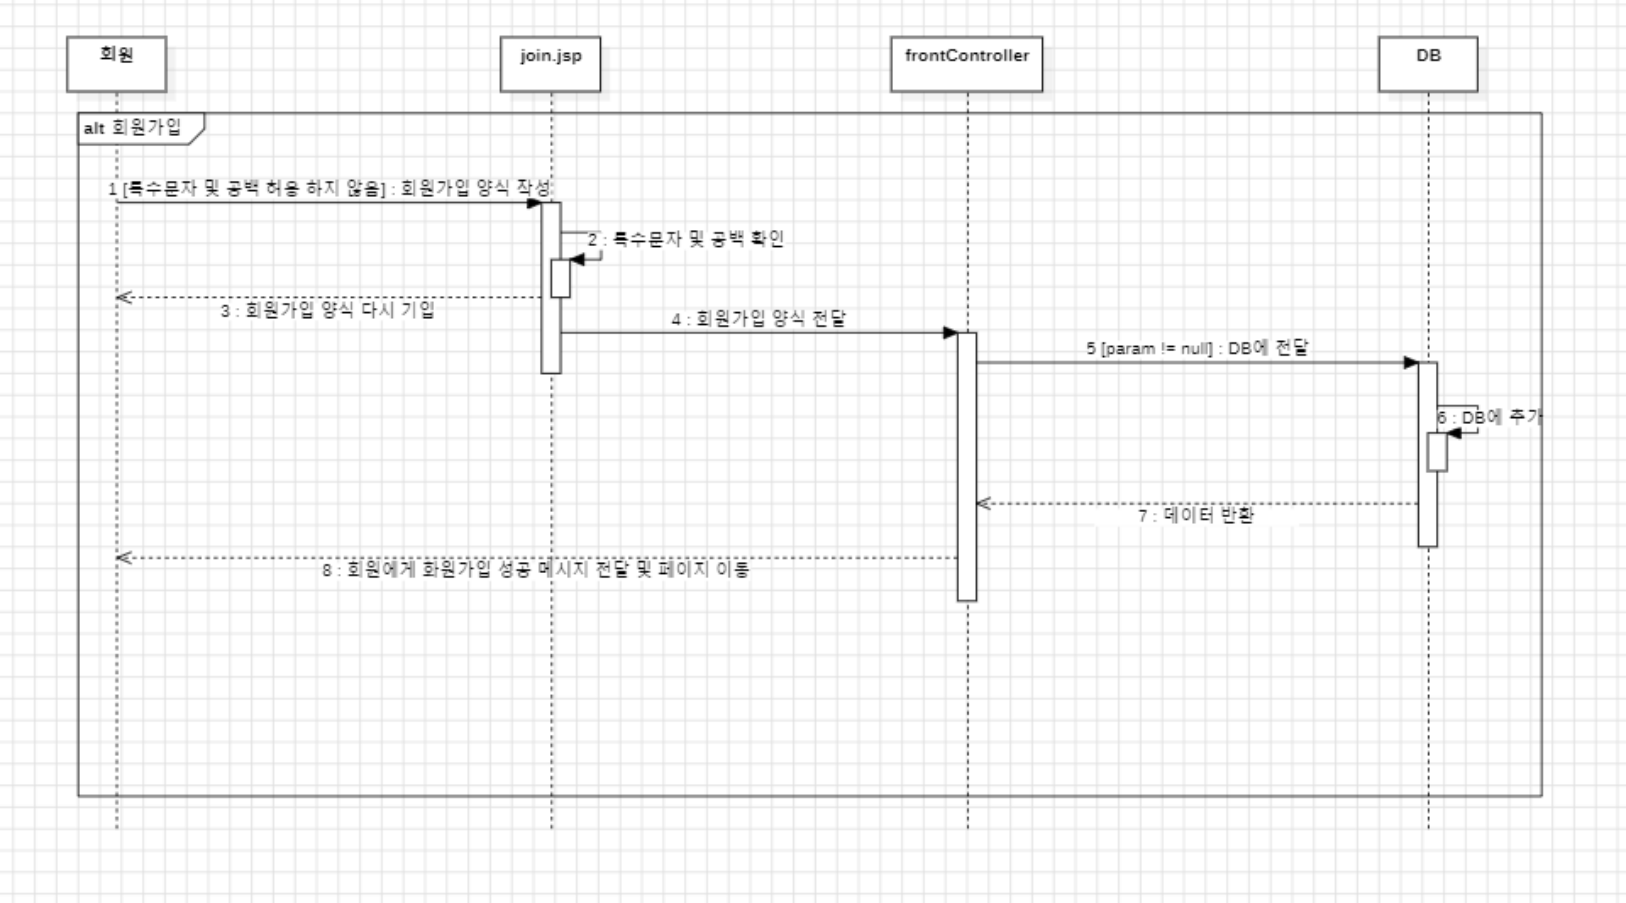 회원
join.jsp
frontController
DB
alt 회원가입
1 [특수문자 및 공백 허용 하지 않음] : 회원가입 양식 작성
2 : 특수문자 및 공백 확인
3 : 회원가입 양식 다시 기입
4 : 회원가입 양식 전달
5 [param != null] : DB에 전달
6 : DB에 추가
7 : 데이터 반환
8 : 회원에게 화원가입 성공 메시지 전달 및 페이지 이동